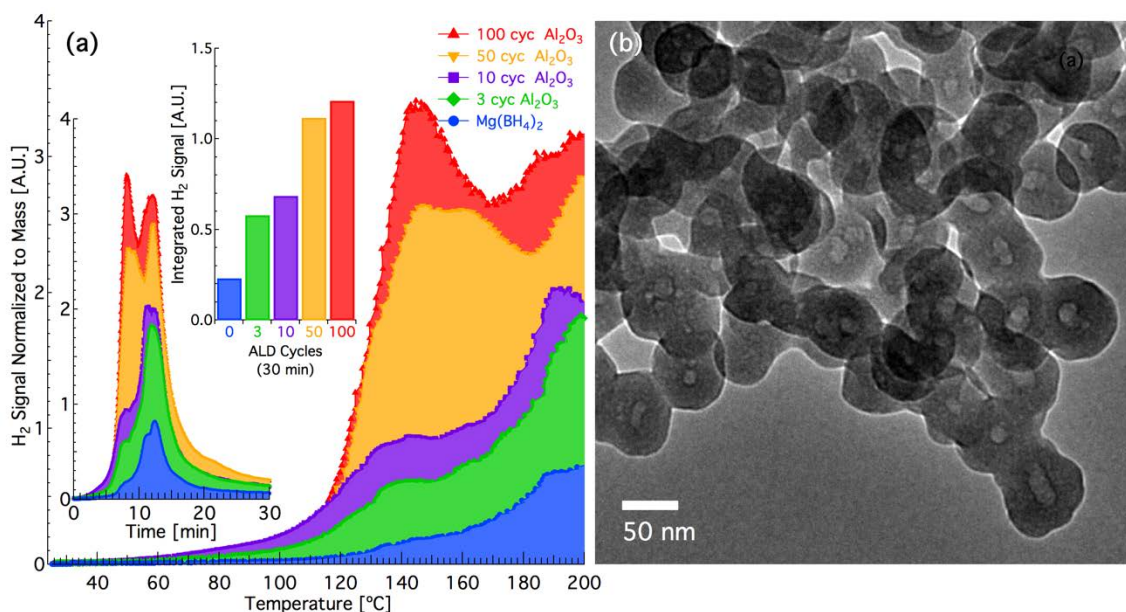 (a)
100 cyc Al₂O₃
50 cyc Al₂O₃
10 cyc Al₂O₃
3 cyc Al₂O₃
Mg(BH₄)₂
H₂ Signal Normalized to Mass [A.U.]
4
3
2
1
0
4
3
2
1
0
0
10
20
30
Time [min]
Integrated H₂ Signal [A.U.]
1.5
1.0
0.5
0.0
0 3 10 50 100
ALD Cycles
(30 min)
40 60 80 100 120 140 160 180 200
Temperature [ºC]
(b)
(a)
50 nm